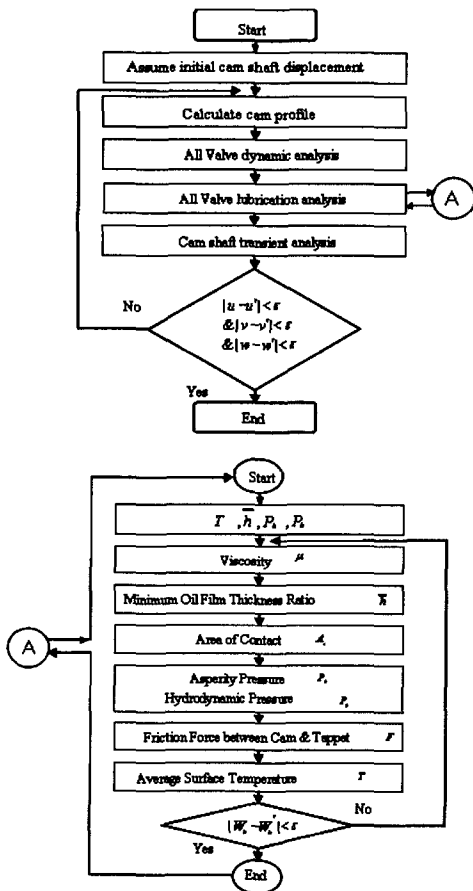 Start
Assume initial cam shaft displacement
Calculate cam profile
All Valve dynamic analysis
All Valve lubrication analysis
A
Cam shaft transient analysis
No
|u-u'|<ε
&|v-v'|<ε
&|w-w'|<ε
Yes
End
Start
T , h̅ , P , P
Viscosity μ
Minimum Oil Film Thickness Ratio h̅
A
Area of Contact A
Asperity Pressure P
Hydrodynamic Pressure P
Friction Force between Cam & Tappet F
Average Surface Temperature T
No
|W̅-W̅'|<ε
Yes
End